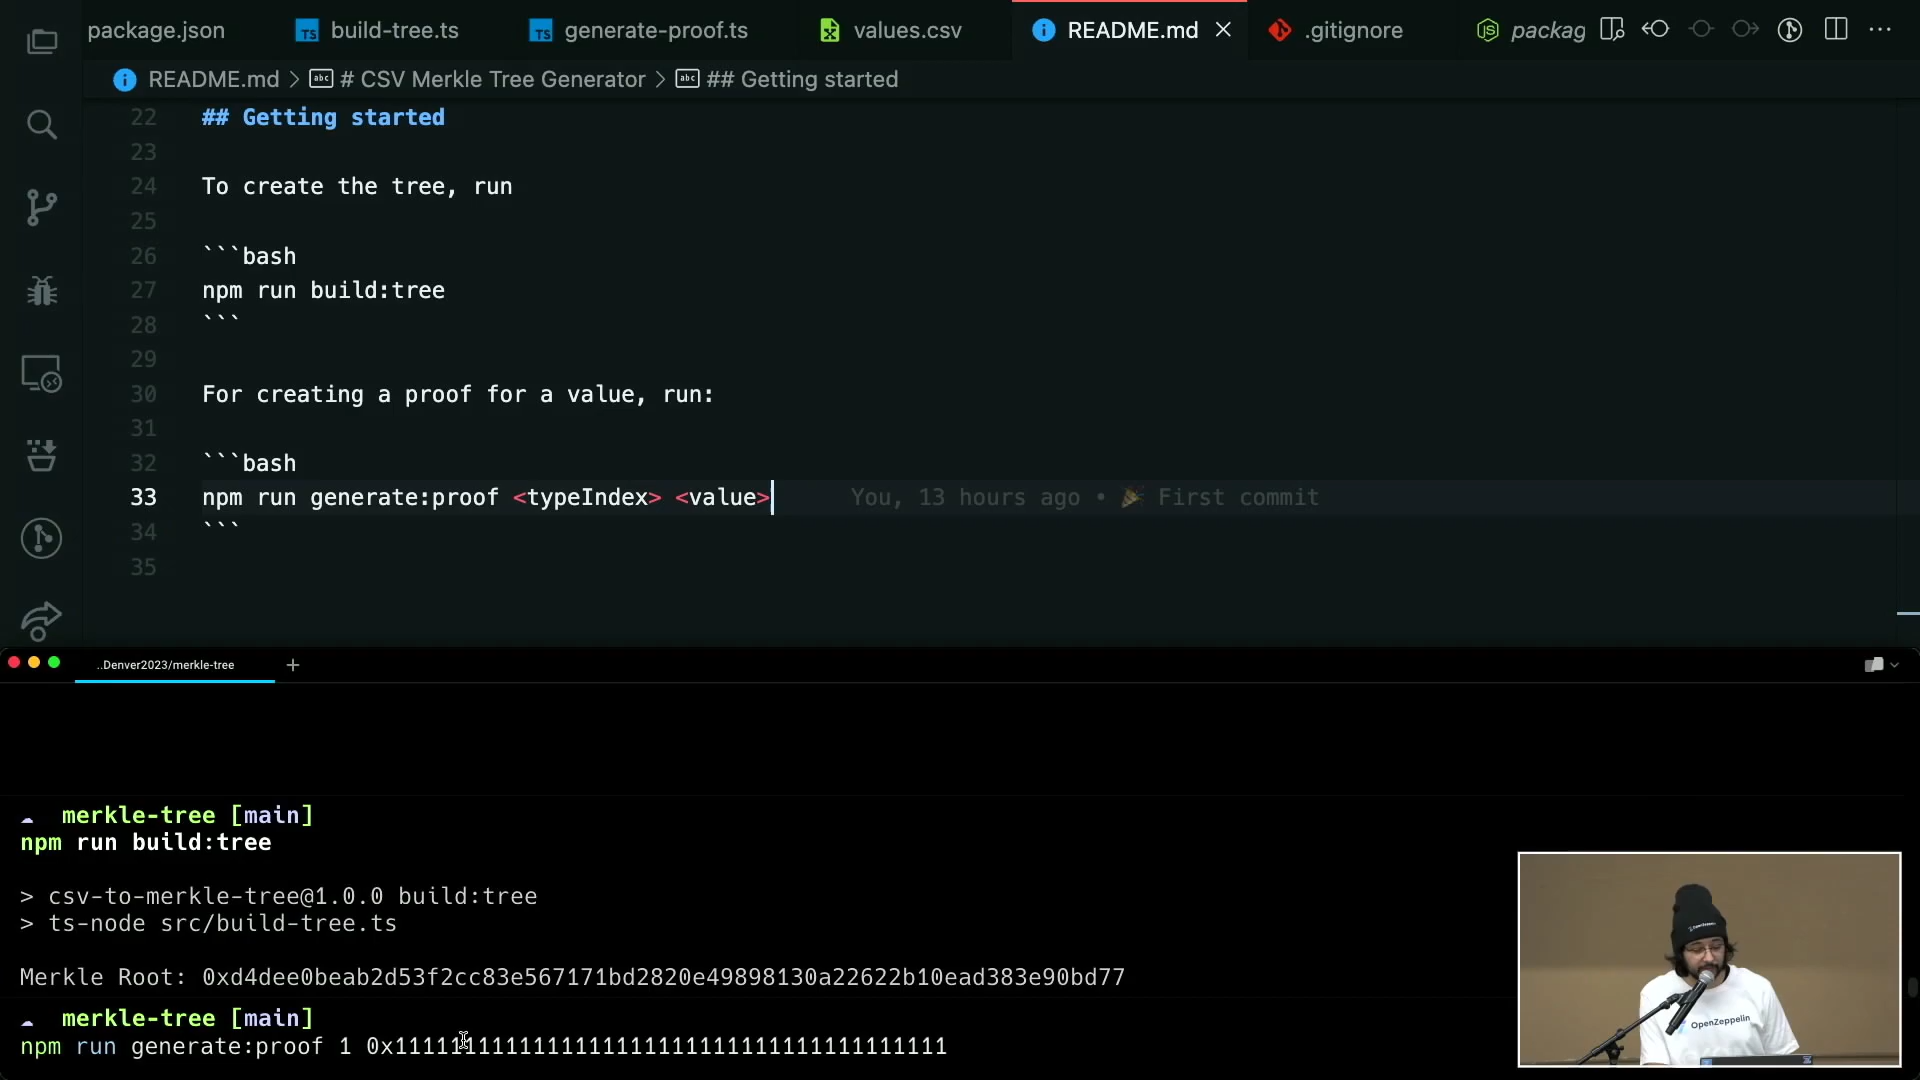 package.json
TS build-tree.ts
TS generate-proof.ts
values.csv
README.md
.gitignore
packag
README.md > abc # CSV Merkle Tree Generator > abc ## Getting started
22 ## Getting started
23
24 To create the tree, run
25
26 ```bash
27 npm run build:tree
28 ```
29
30 For creating a proof for a value, run:
31
32 ```bash
33 npm run generate:proof <typeIndex> <value> You, 13 hours ago • 🎉 First commit
34 ```
35
..Denver2023/merkle-tree +
merkle-tree [main]
npm run build:tree
> csv-to-merkle-tree@1.0.0 build:tree
> ts-node src/build-tree.ts
Merkle Root: 0xd4dee0beab2d53f2cc83e567171bd2820e49898130a22622b10ead383e90bd77
merkle-tree [main]
npm run generate:proof 1 0x1111111111111111111111111111111111111111
OpenZeppelin